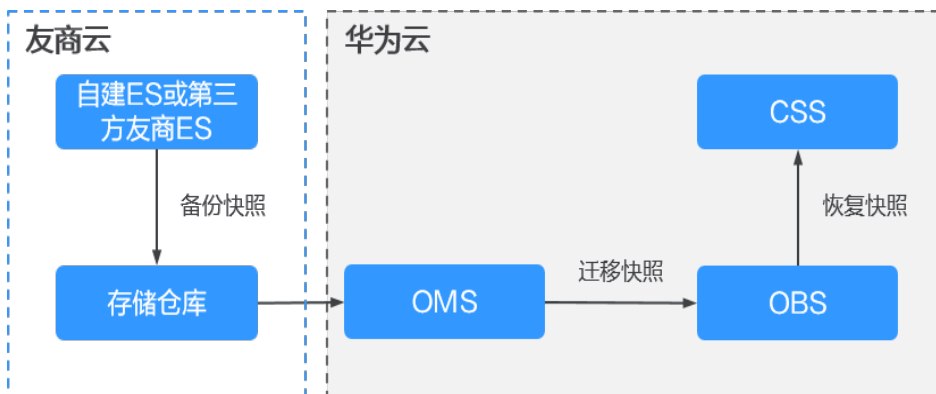 友商云
自建ES或第三
方友商ES
备份快照
存储仓库
华为云
CSS
恢复快照
OMS
迁移快照
OBS